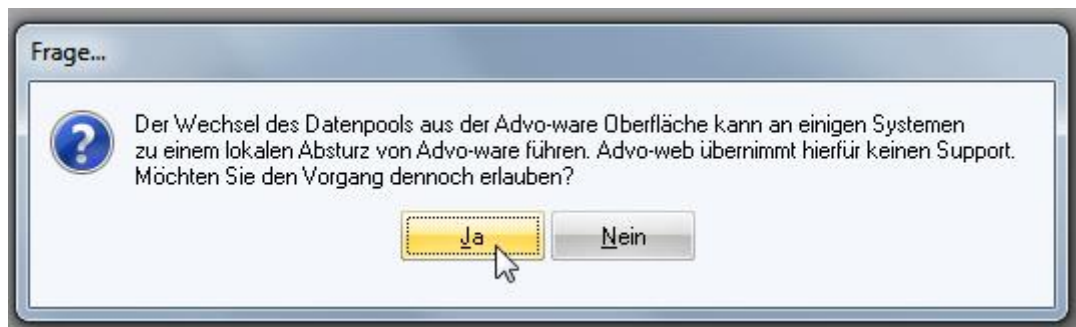 Frage...
Der Wechsel des Datenpools aus der Advo-ware Oberfläche kann an einigen Systemen
zu einem lokalen Absturz von Advo-ware führen. Advo-web übernimmt hierfür keinen Support.
Möchten Sie den Vorgang dennoch erlauben?
Ja Nein